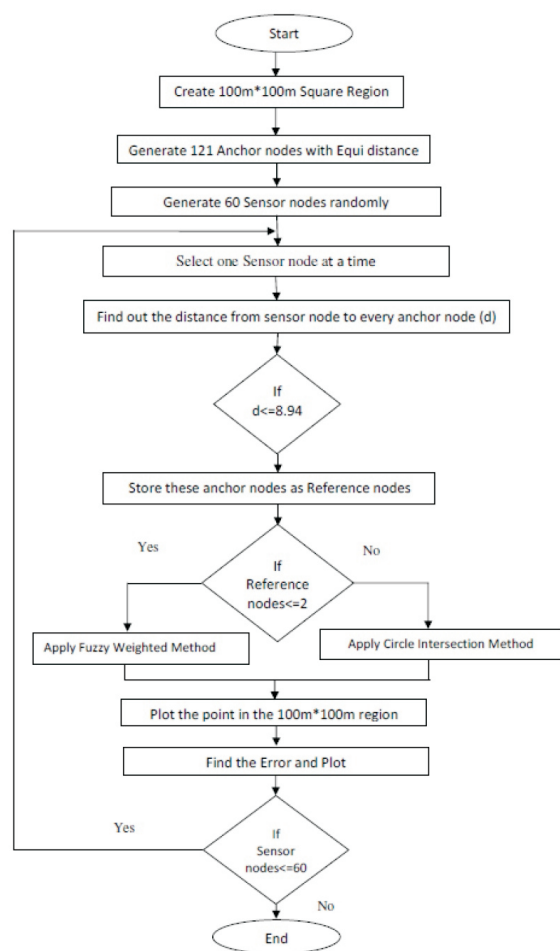 Start
Create 100m*100m Square Region
Generate 121 Anchor nodes with Equi distance
Generate 60 Sensor nodes randomly
Select one Sensor node at a time
Find out the distance from sensor node to every anchor node (d)
If
d<=8.94
Store these anchor nodes as Reference nodes
Yes
No
If
Reference
nodes<=2
Apply Fuzzy Weighted Method
Apply Circle Intersection Method
Plot the point in the 100m*100m region
Find the Error and Plot
Yes
If
Sensor
nodes<=60
No
End